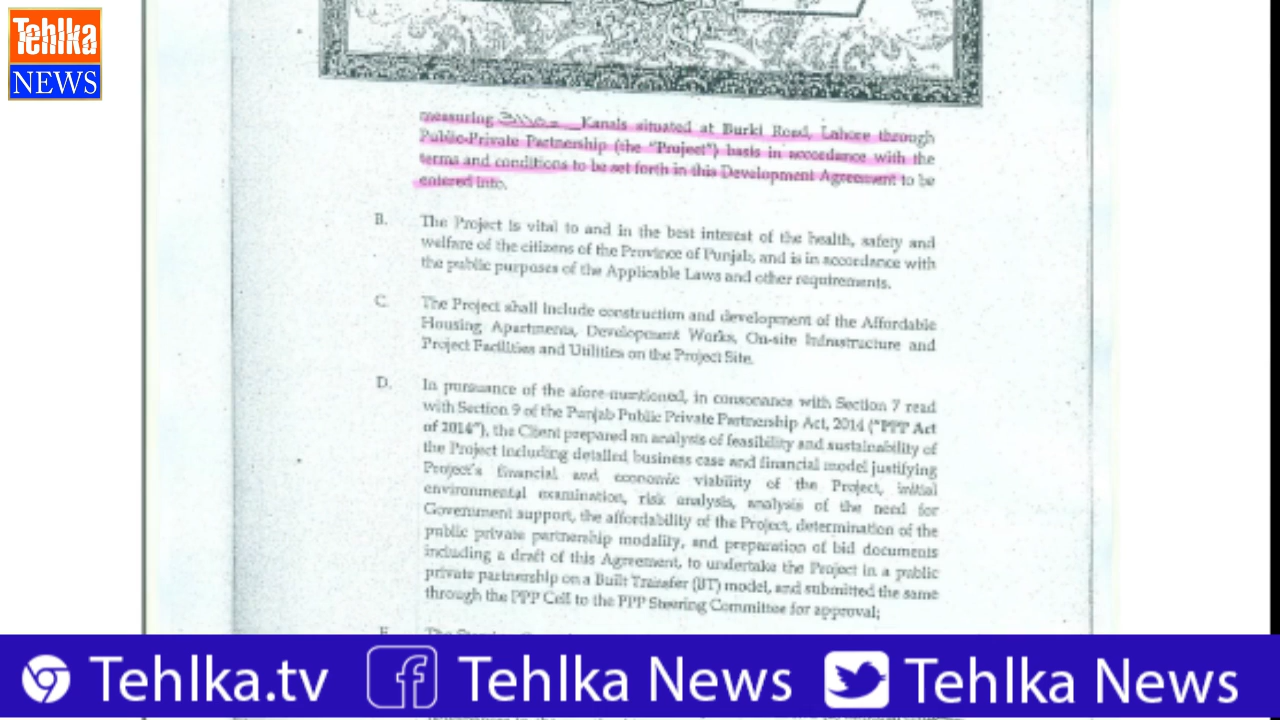 Tehlka
NEWS
measuring Kanals situated at Burki Road, Lahore through
Public-Private Partnership (the "Project") basis in accordance with the
terms and conditions to be set forth in this Development Agreement to be
entered into.
B. The Project is vital to and in the best interest of the health, safety and
welfare of the citizens of the Province of Punjab, and is in accordance with
the public purposes of the Applicable Laws and other requirements.
C. The Project shall include construction and development of the Affordable
Housing Apartments, Development Works, On-site Infrastructure and
Project Facilities and Utilities on the Project Site.
D. In pursuance of the afore-mentioned, in consonance with Section 7 read
with Section 9 of the Punjab Public Private Partnership Act, 2014 ("PPP Act
of 2014"), the Client prepared an analysis of feasibility and sustainability of
the Project including detailed business case and financial model justifying
Project's financial and economic viability of the Project, initial
environmental examination, risk analysis, analysis of the need for
Government support, the affordability of the Project, determination of the
public private partnership modality, and preparation of bid documents
including a draft of this Agreement, to undertake the Project in a public
private partnership on a Built Transfer (BT) model, and submitted the same
through the PPP Cell to the PPP Steering Committee for approval;
Tehlka.tv
Tehlka News
Tehlka News